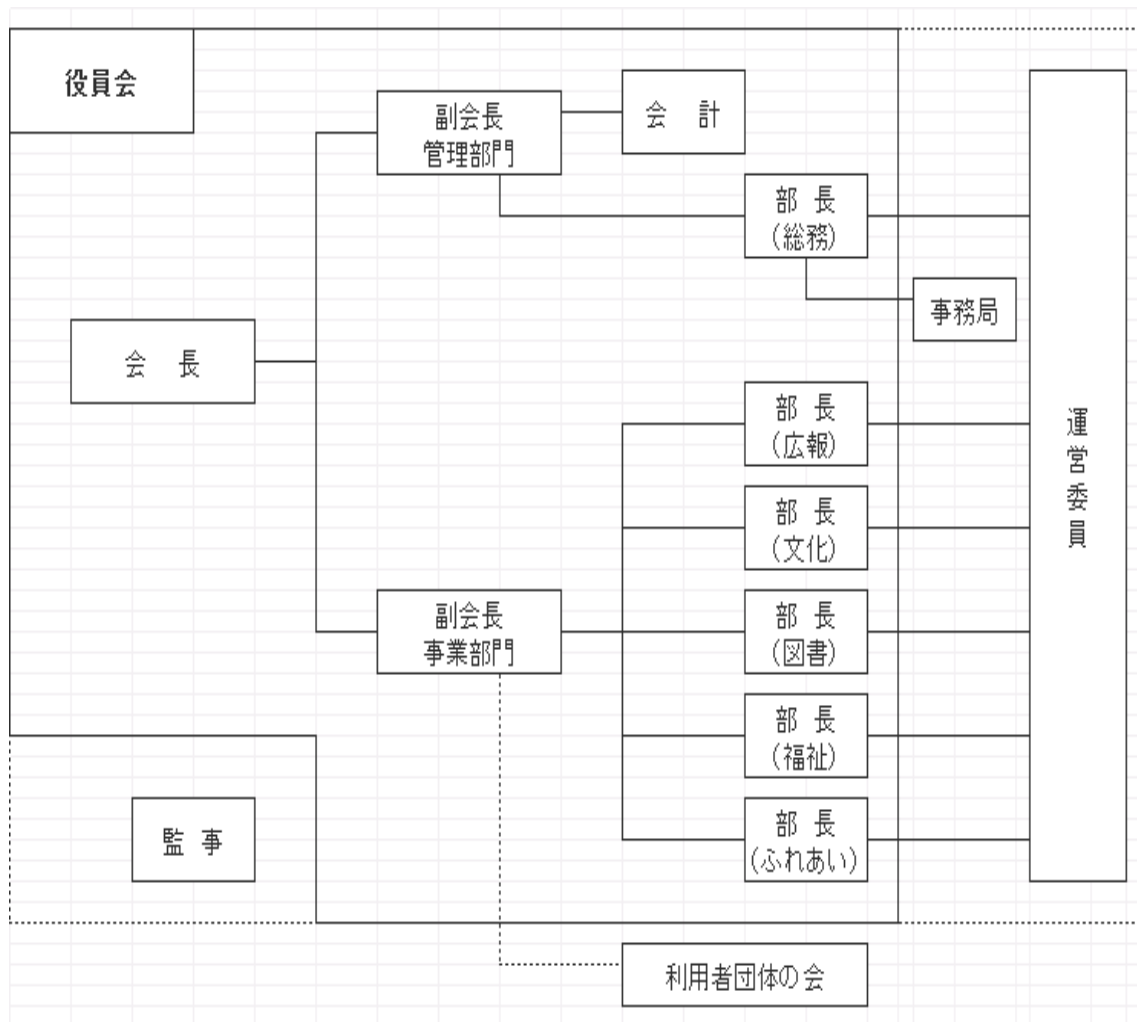 役員会
副会長
管理部門
会 計
部 長
(総務)
事務局
会 長
部 長
(広報)
部 長
(文化)
副会長
事業部門
部 長
(図書)
部 長
(福祉)
監 事
部 長
(ふれあい)
運営委員
利用者団体の会